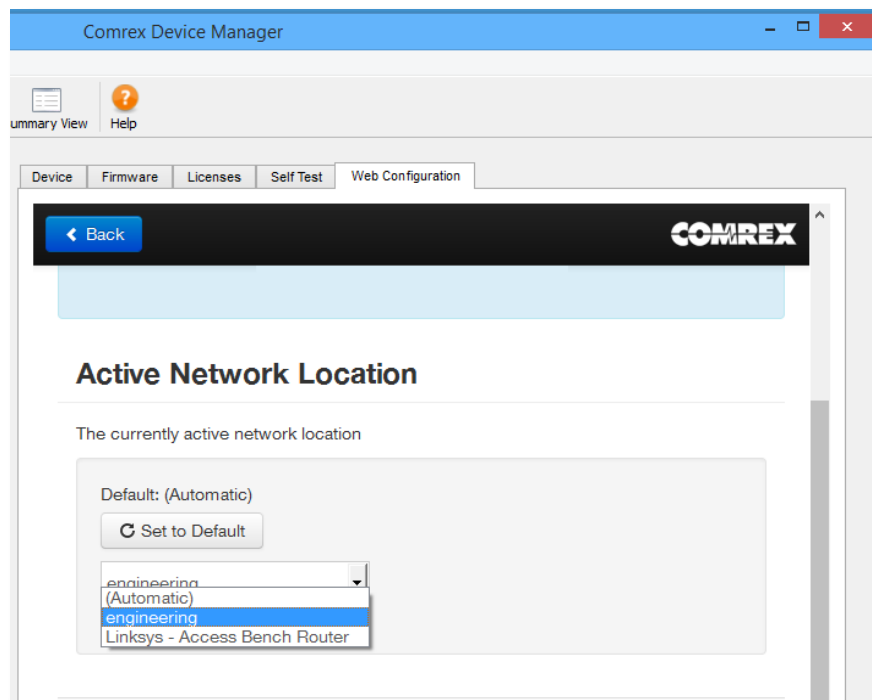 Comrex Device Manager
ummary View
Help
Device Firmware Licenses Self Test Web Configuration
Back
COMREX
Active Network Location
The currently active network location
Default: (Automatic)
Set to Default
engineering
(Automatic)
engineering
Linksys - Access Bench Router